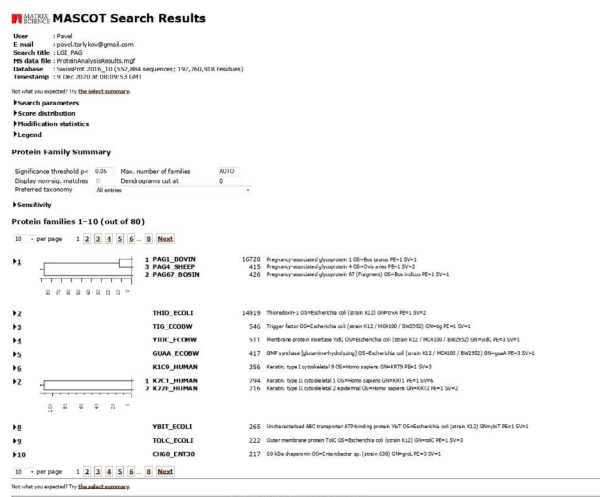 MATRIX SCIENCE MASCOT Search Results
User : Pavel
E mail : pavel.tarlykov@gmail.com
Search title : LGI_PAG
MS data file : ProteinAnalysisResults.mgf
Database : SwissProt 2016_10 (552,884 sequences; 197,760,918 residues)
Timestamp : 9 Dec 2020 at 08:09:53 GMT
Not what you expected? Try the select summary.
Search parameters
Score distribution
Modification statistics
Legend
Protein Family Summary
Significance threshold p< 0.05 Max. number of families AUTO
Display non-sig. matches Dendrograms cut at 0
Preferred taxonomy All entries
Sensitivity
Protein families 1–10 (out of 80)
10 per page 1 2 3 4 5 6 ... 8 Next
1 1 PAG1_BOVIN 16728 Pregnancy-associated glycoprotein 1 OS=Bos taurus PE=1 SV=1
3 PAG4_SHEEP 415 Pregnancy-associated glycoprotein 4 OS=Ovis aries PE=1 SV=2
2 PAG67_BOSIN 426 Pregnancy-associated glycoprotein 67 (Fragment) OS=Bos indicus PE=1 SV=1
2 THIO_ECOLI 14919 Thioredoxin-1 OS=Escherichia coli (strain K12) GN=trxA PE=1 SV=2
3 TIG_ECOBW 546 Trigger factor OS=Escherichia coli (strain K12 / MC4100 / BW2952) GN=tig PE=1 SV=1
4 YIDC_ECOBW 511 Membrane protein insertase YidC OS=Escherichia coli (strain K12 / MC4100 / BW2952) GN=yidC PE=3 SV=1
5 GUAA_ECOBW 417 GMP synthase [glutamine-hydrolyzing] OS=Escherichia coli (strain K12 / MC4100 / BW2952) GN=guaA PE=3 SV=1
6 K1C9_HUMAN 356 Keratin, type I cytoskeletal 9 OS=Homo sapiens GN=KRT9 PE=1 SV=3
7 1 K2C1_HUMAN 294 Keratin, type II cytoskeletal 1 OS=Homo sapiens GN=KRT1 PE=1 SV=6
2 K22E_HUMAN 216 Keratin, type II cytoskeletal 2 epidermal OS=Homo sapiens GN=KRT2 PE=1 SV=2
100 80 60 40 20 0
8 YBIT_ECOLI 265 Uncharacterized ABC transporter ATP-binding protein YbiT OS=Escherichia coli (strain K12) GN=ybiT PE=1 SV=1
9 TOLC_ECOLI 222 Outer membrane protein TolC OS=Escherichia coli (strain K12) GN=tolC PE=1 SV=3
10 CH60_ENT38 217 60 kDa chaperonin OS=Enterobacter sp. (strain 638) GN=groL PE=3 SV=1
10 per page 1 2 3 4 5 6 ... 8 Next
Not what you expected? Try the select summary.